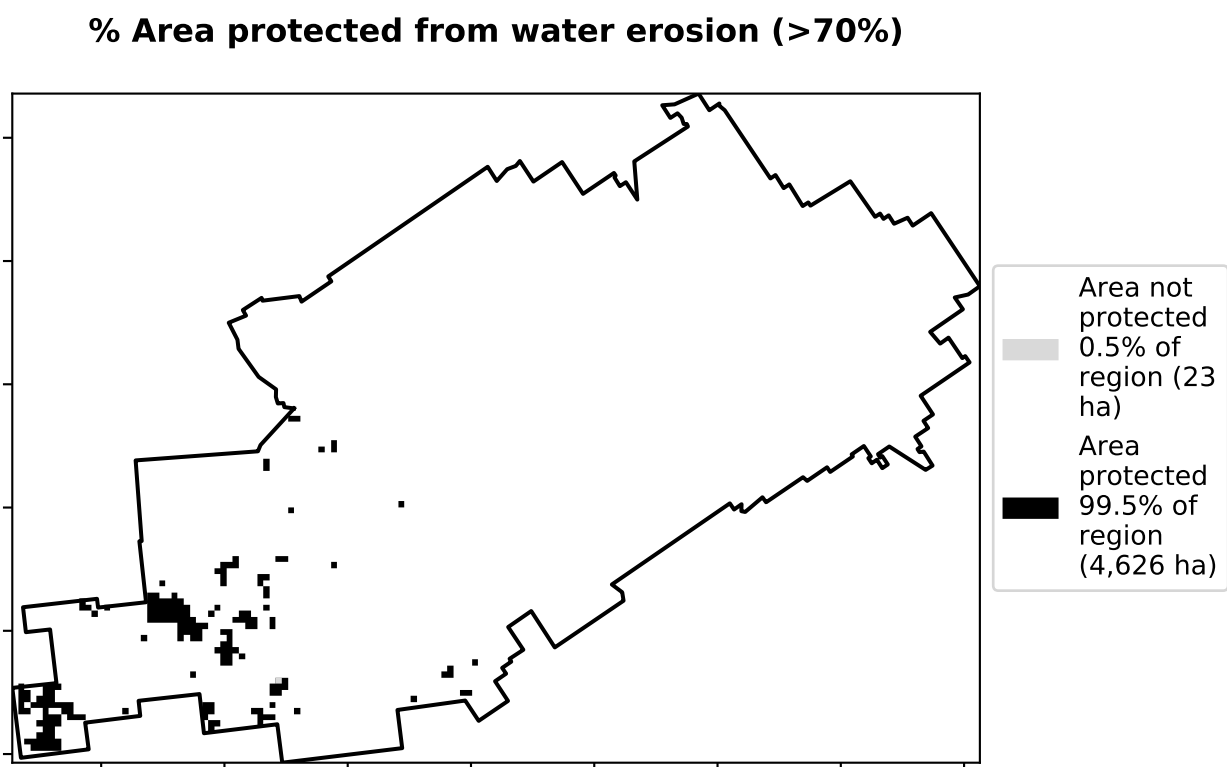 % Area protected from water erosion (>70%)
Area not
protected
0.5% of
region (23
ha)
Area
protected
99.5% of
region
(4,626 ha)